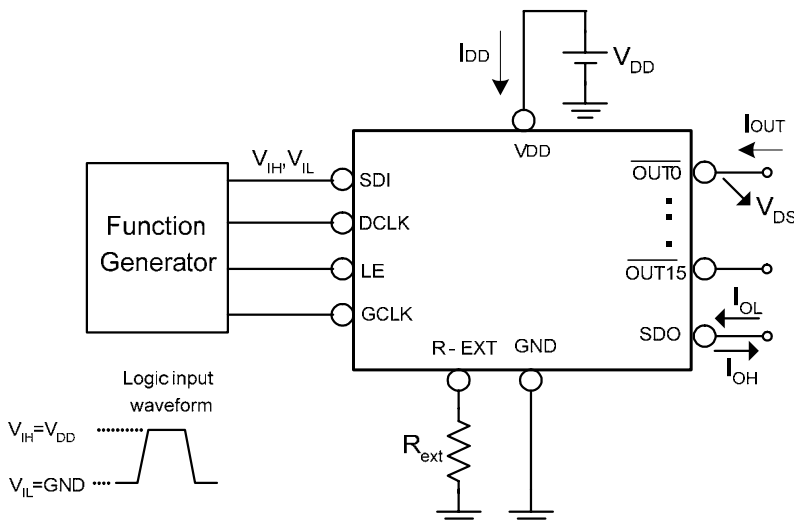 IDD
VDD
VDD
IOUT
VIH,VIL
SDI
OUT0
VDS
Function
Generator
DCLK
LE
OUT15
IOL
GCLK
SDO
IOH
R-EXT
GND
Logic input
waveform
VIH=VDD
Rext
VIL=GND